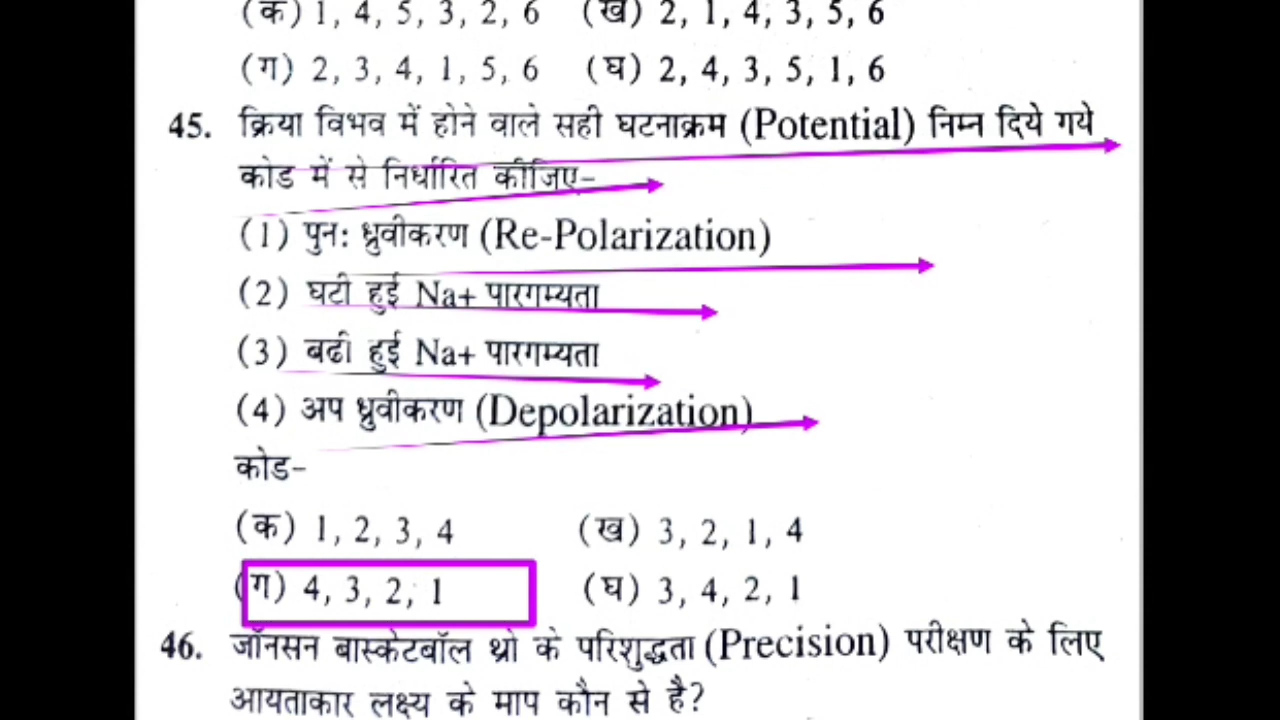 (क) 1, 4, 5, 3, 2, 6 (ख) 2, 1, 4, 3, 5, 6
(ग) 2, 3, 4, 1, 5, 6 (घ) 2, 4, 3, 5, 1, 6
45. क्रिया विभव में होने वाले सही घटनाक्रम (Potential) निम्न दिये गये
कोड में से निर्धारित कीजिए-
(1) पुन: ध्रुवीकरण (Re-Polarization)
(2) घटी हुई Na+ पारगम्यता
(3) बढी हुई Na+ पारगम्यता
(4) अप ध्रुवीकरण (Depolarization)
कोड-
(क) 1, 2, 3, 4 (ख) 3, 2, 1, 4
(ग) 4, 3, 2, 1 (घ) 3, 4, 2, 1
46. जॉनसन बास्केटबॉल थ्रो के परिशुद्धता (Precision) परीक्षण के लिए
आयताकार लक्ष्य के माप कौन से है?